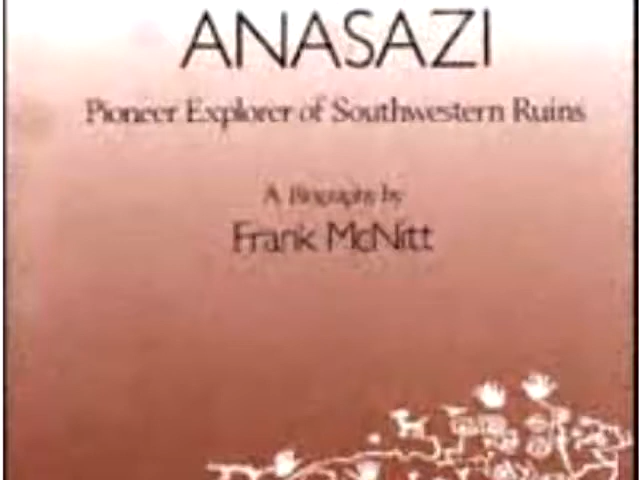 ANASAZI
Pioneer Explorer of Southwestern Ruins
A Biography by
Frank McNitt